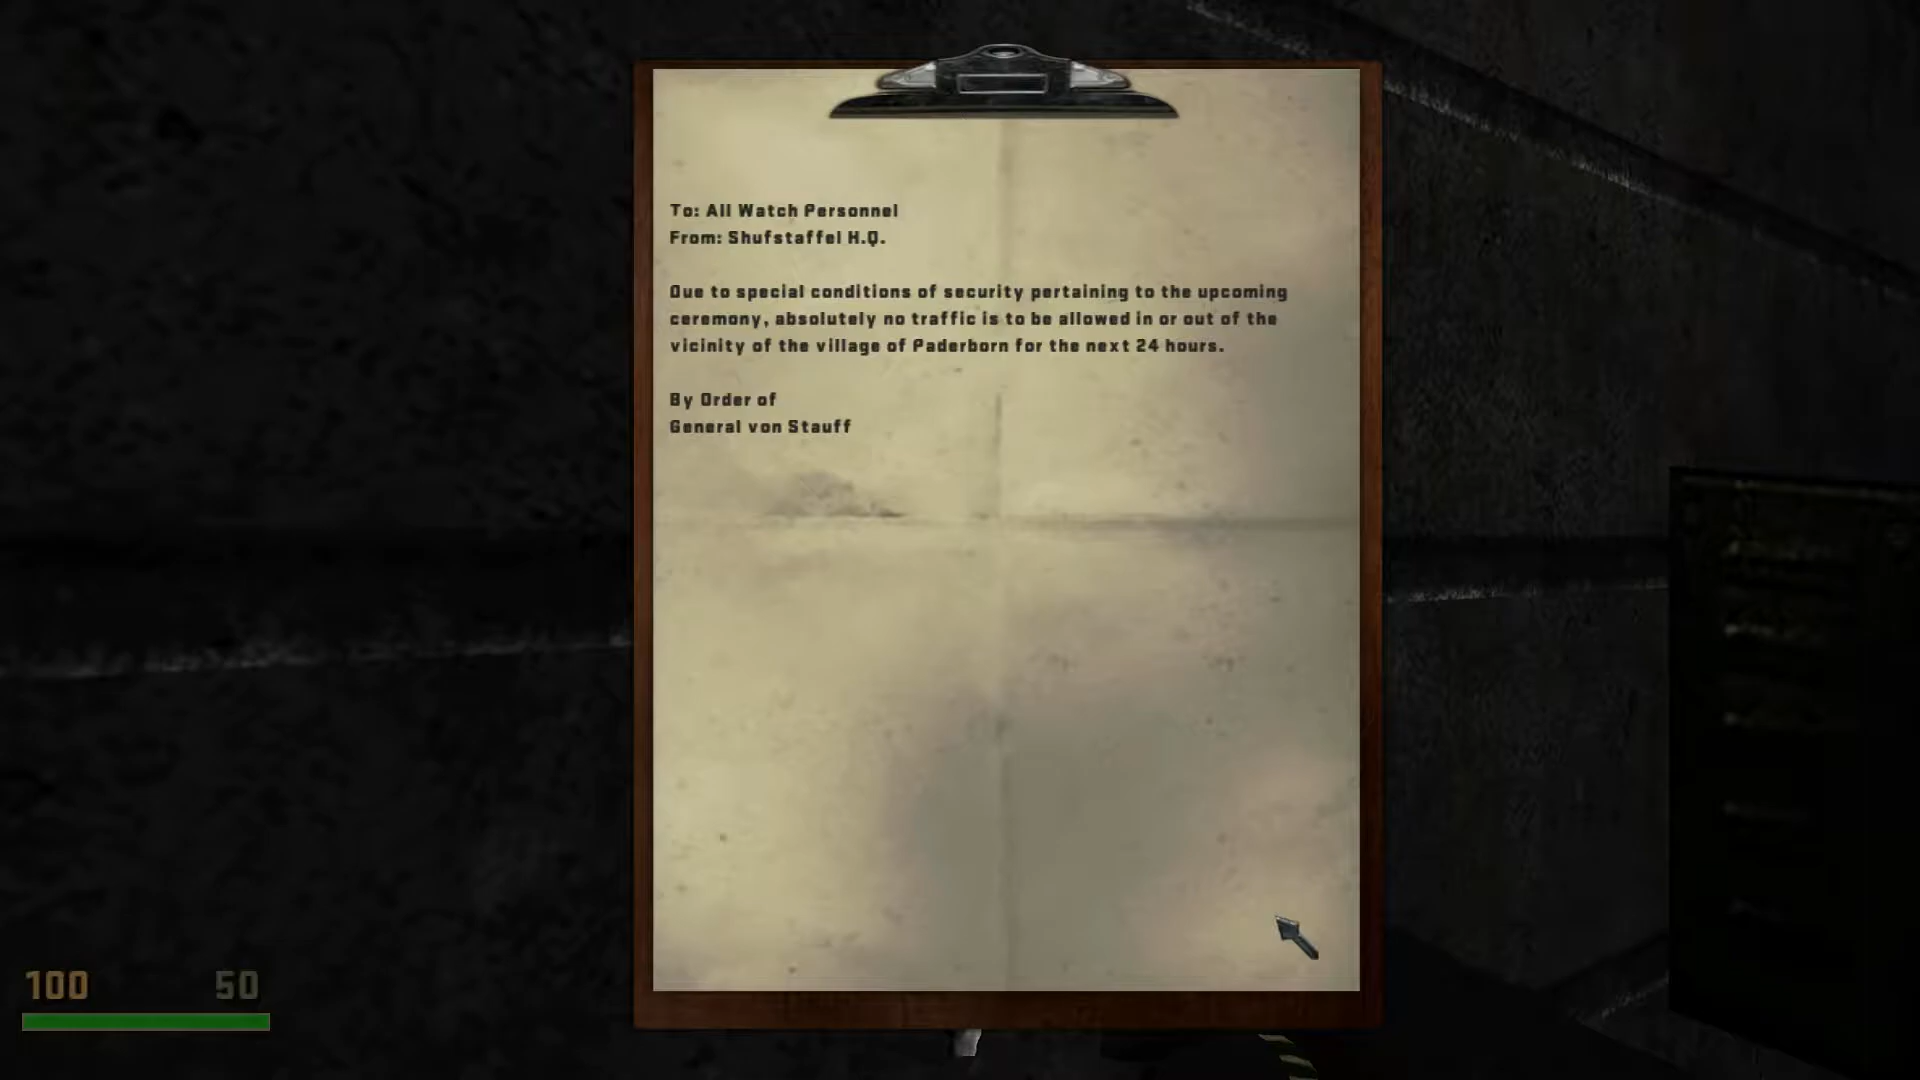 To: All Watch Personnel
From: Shufstaffel H.Q.
Due to special conditions of security pertaining to the upcoming
ceremony, absolutely no traffic is to be allowed in or out of the
vicinity of the village of Paderborn for the next 24 hours.
By Order of
General von Stauff
100 50